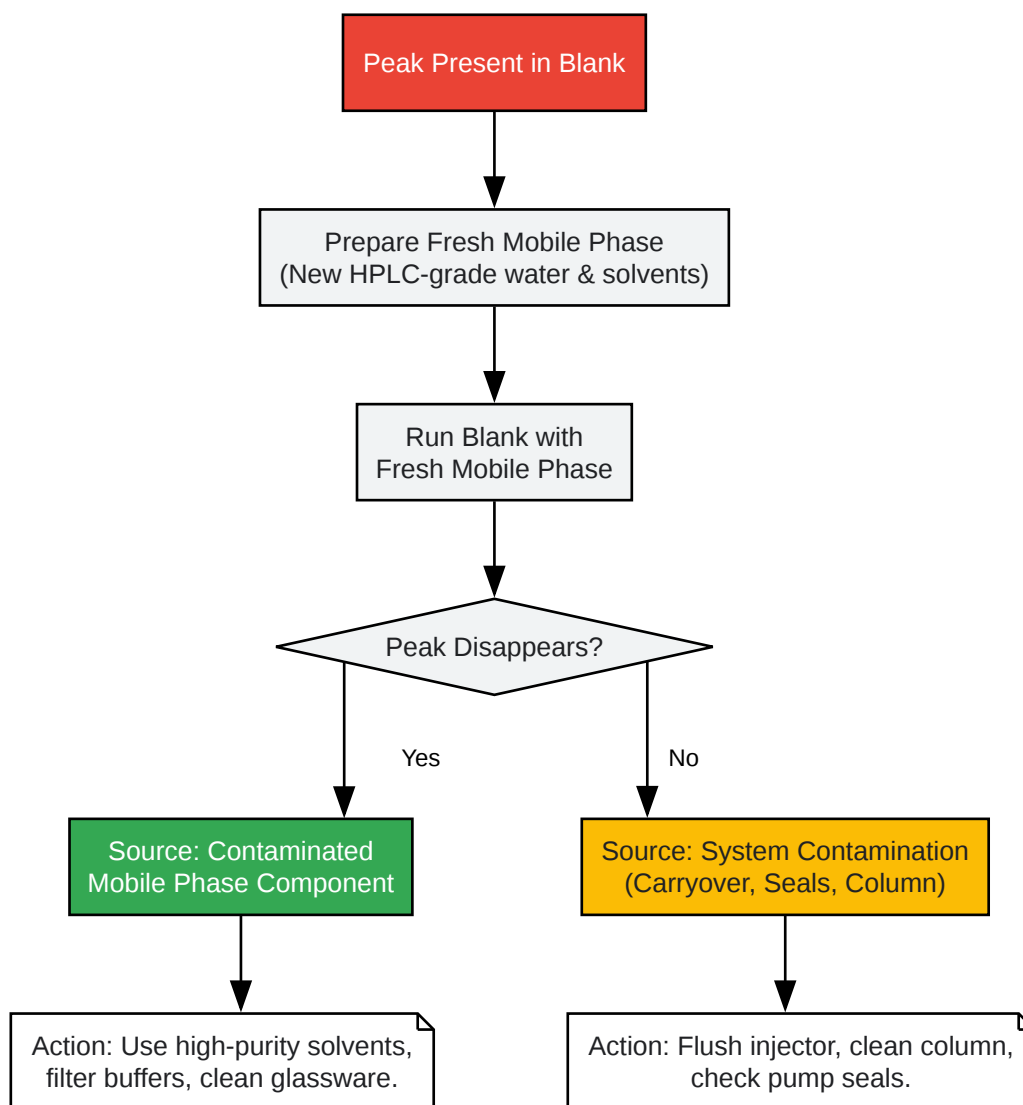 Peak Present in Blank
Prepare Fresh Mobile Phase
(New HPLC-grade water & solvents)
Run Blank with
Fresh Mobile Phase
Peak Disappears?
Yes
No
Source: Contaminated
Mobile Phase Component
Source: System Contamination
(Carryover, Seals, Column)
Action: Use high-purity solvents,
filter buffers, clean glassware.
Action: Flush injector, clean column,
check pump seals.